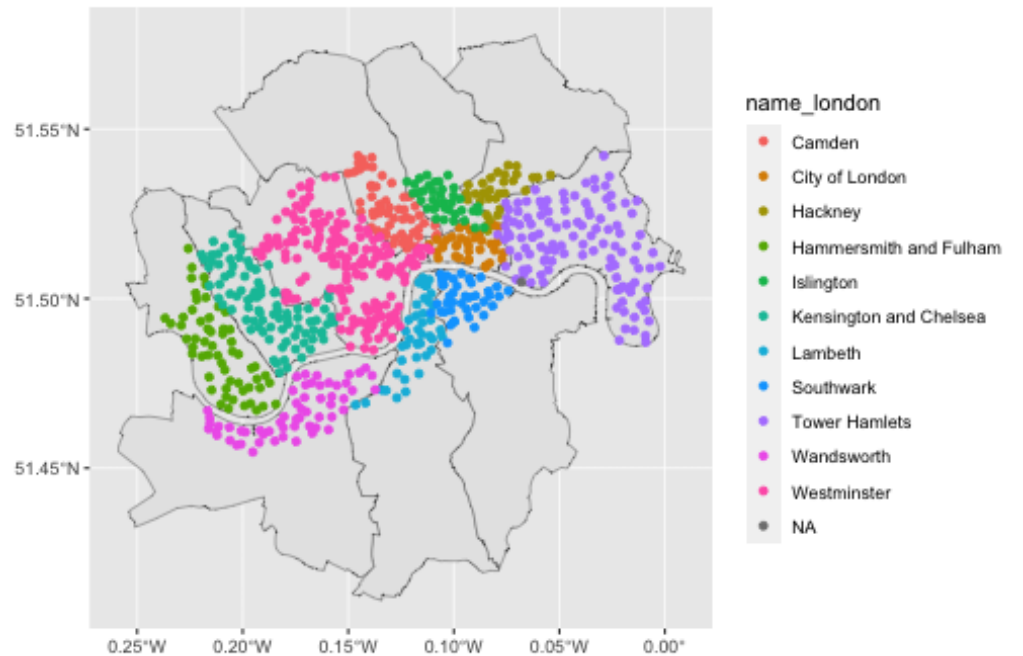 name_london
Camden
City of London
Hackney
Hammersmith and Fulham
Islington
Kensington and Chelsea
Lambeth
Southwark
Tower Hamlets
Wandsworth
Westminster
NA
51.55°N
51.50°N
51.45°N
0.25°W 0.20°W 0.15°W 0.10°W 0.05°W 0.00°